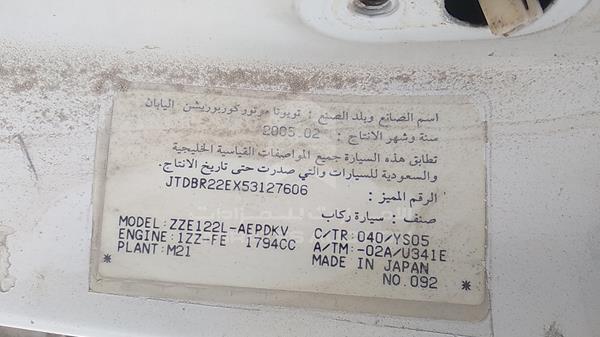 اسم الصانع وبلد الصنع : تويوتا موتور كوربوريشن اليابان
سنة وشهر الانتاج : 2005.02
تطابق هذه السيارة جميع المواصفات القياسية الخليجية
والسعودية للسيارات والتي صدرت حتى تاريخ الانتاج.
الرقم المميز : JTDBR22EX53127606
صنف : سيارة ركاب
MODEL: ZZE122L-AEPDKV C/TR: 040/YS05
ENGINE: 1ZZ-FE 1794CC A/TM: -02A/U341E
PLANT: M21 MADE IN JAPAN
* NO.092 *